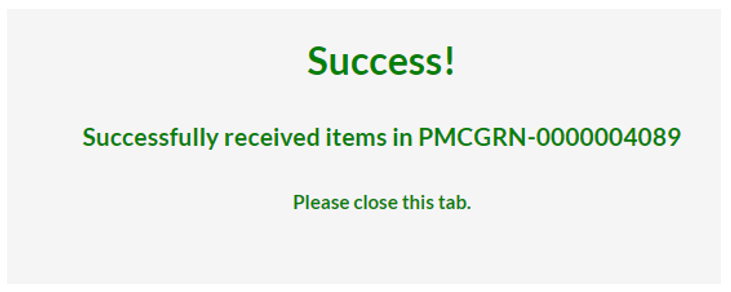 Success!
Successfully received items in PMCGRN-0000004089
Please close this tab.